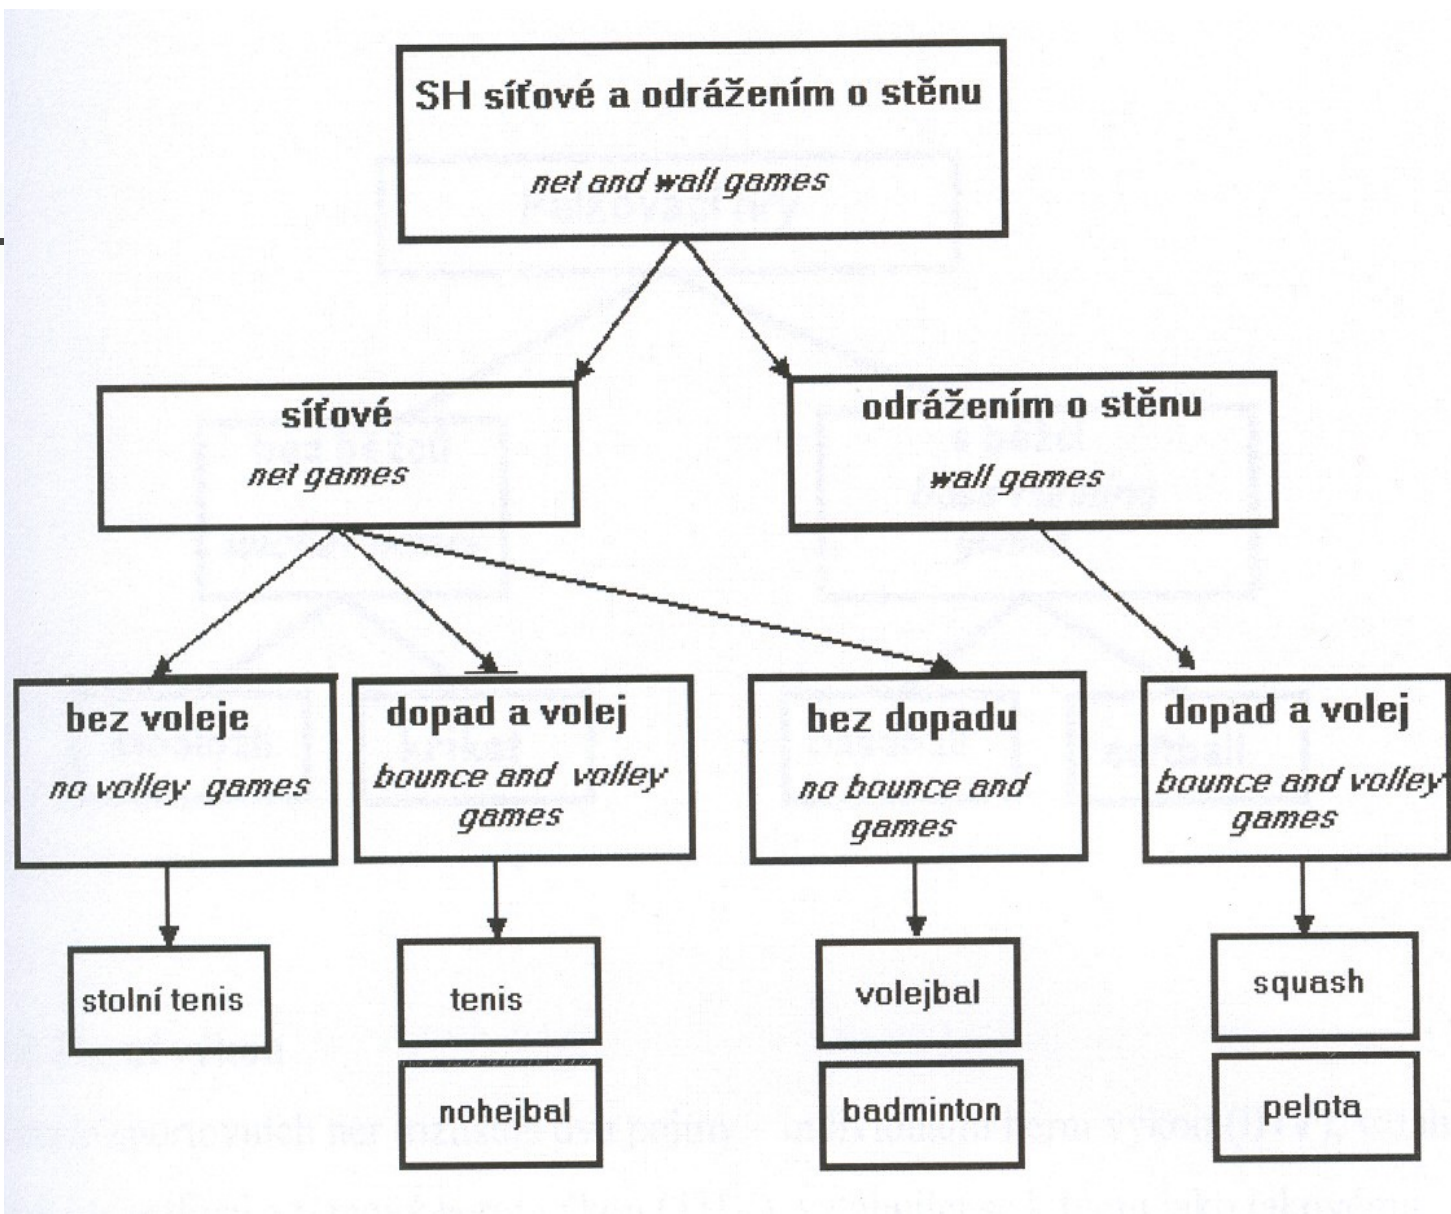 SH síťové a odrážením o stěnu
net and wall games
síťové
net games
odrážením o stěnu
wall games
bez voleje
no volley games
dopad a volej
bounce and volley
games
bez dopadu
no bounce and
games
dopad a volej
bounce and volley
games
stolní tenis
tenis
nohejbal
volejbal
badminton
squash
pelota